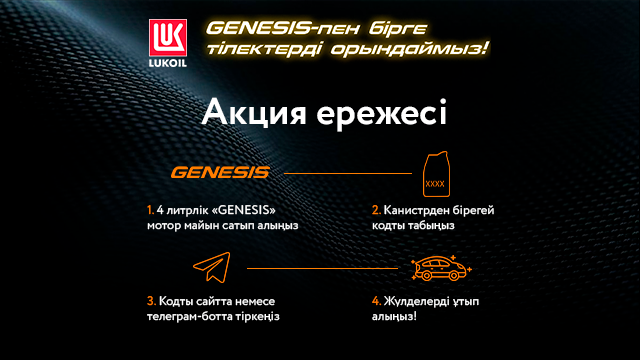 LUKOIL
GENESIS-пен бірге
тілектерді орындаймыз!
Акция ережесі
GENESIS
XXXX
1. 4 литрлік «GENESIS»
мотор майын сатып алыңыз
2. Канистрден бірегей
кодты табыңыз
3. Кодты сайтта немесе
телеграм-ботта тіркеңіз
4. Жүлделерді ұтып
алыңыз!